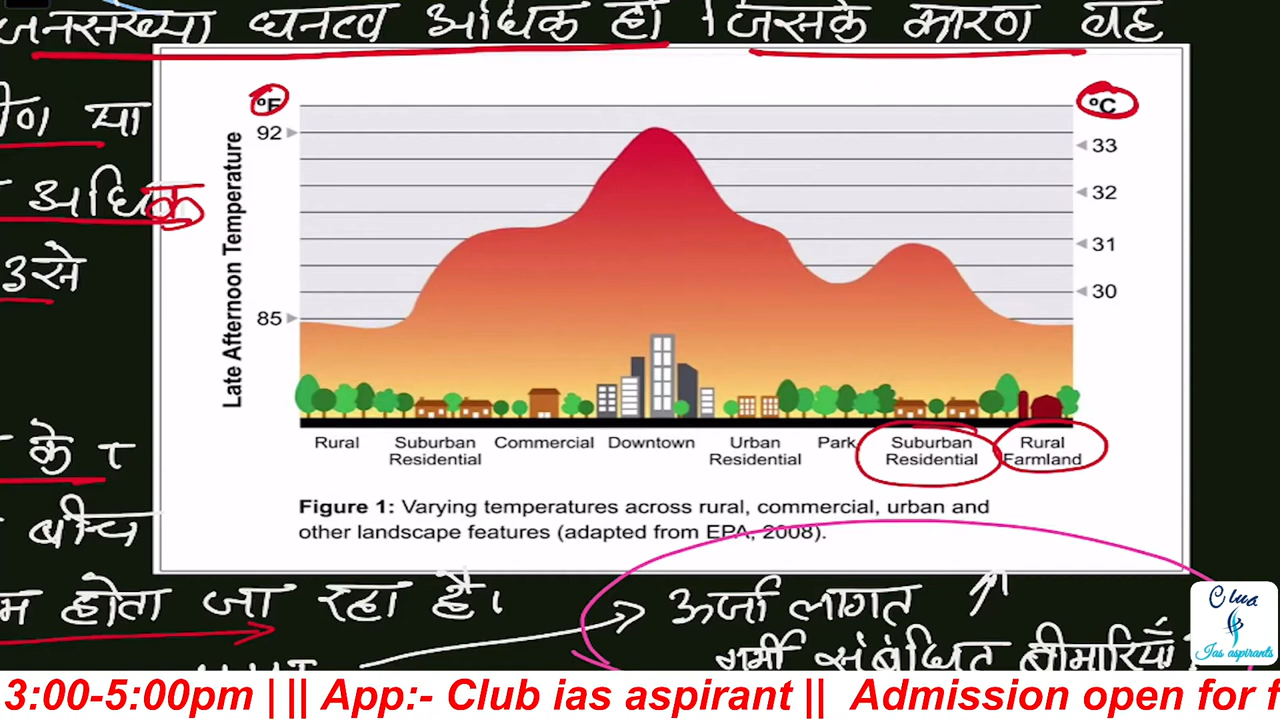 जनसंख्या घनत्व अधिक हो । जिसके कारण यह
या
अधिक
उसे
के
बीच
होता जा रहा है।
ऊर्जा लागत ↑
गर्मी संबंधित बीमारियाँ
°F
°C
92
85
33
32
31
30
Late Afternoon Temperature
Rural
Suburban Residential
Commercial
Downtown
Urban Residential
Park
Suburban Residential
Rural Farmland
Figure 1: Varying temperatures across rural, commercial, urban and
other landscape features (adapted from EPA, 2008).
Club
Ias aspirants
3:00-5:00pm | || App:- Club ias aspirant || Admission open for f